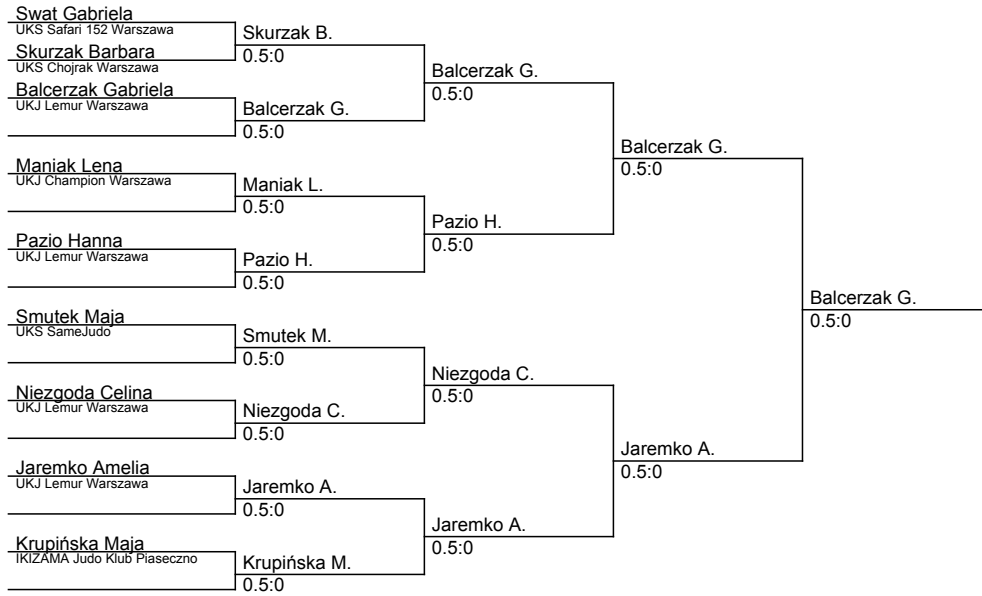 Swat Gabriela
UKS Safari 152 Warszawa
Skurzak Barbara
UKS Chojrak Warszawa
Balcerzak Gabriela
UKJ Lemur Warszawa
Maniak Lena
UKJ Champion Warszawa
Pazio Hanna
UKJ Lemur Warszawa
Smutek Maja
UKS SameJudo
Niezgoda Celina
UKJ Lemur Warszawa
Jaremko Amelia
UKJ Lemur Warszawa
Krupińska Maja
IKIZAMA Judo Klub Piaseczno
Skurzak B.
0.5:0
Balcerzak G.
0.5:0
Maniak L.
0.5:0
Pazio H.
0.5:0
Smutek M.
0.5:0
Niezgoda C.
0.5:0
Jaremko A.
0.5:0
Krupińska M.
0.5:0
Balcerzak G.
0.5:0
Pazio H.
0.5:0
Niezgoda C.
0.5:0
Jaremko A.
0.5:0
Balcerzak G.
0.5:0
Jaremko A.
0.5:0
Balcerzak G.
0.5:0